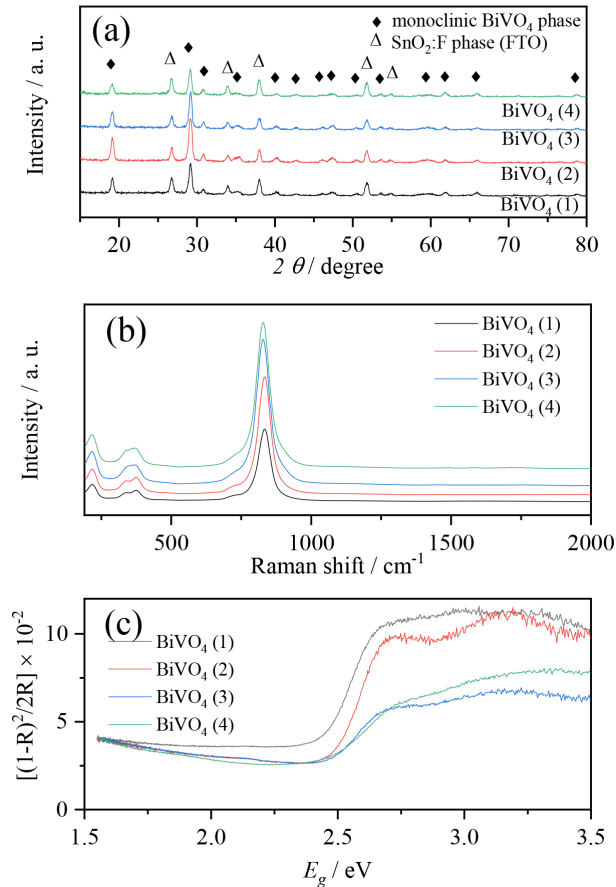 (a)
♦ monoclinic BiVO₄ phase
Δ SnO₂:F phase (FTO)
Intensity / a. u.
BiVO₄ (4)
BiVO₄ (3)
BiVO₄ (2)
BiVO₄ (1)
20 30 40 50 60 70 80
2 θ / degree
(b)
BiVO₄ (1)
BiVO₄ (2)
BiVO₄ (3)
BiVO₄ (4)
Intensity / a. u.
500 1000 1250 1500 2000
Raman shift / cm⁻¹
(c)
BiVO₄ (1)
BiVO₄ (2)
BiVO₄ (3)
BiVO₄ (4)
[(1-R)²/2R] × 10⁻²
10
5
0
1.5 2.0 2.5 3.0 3.5
E_g / eV